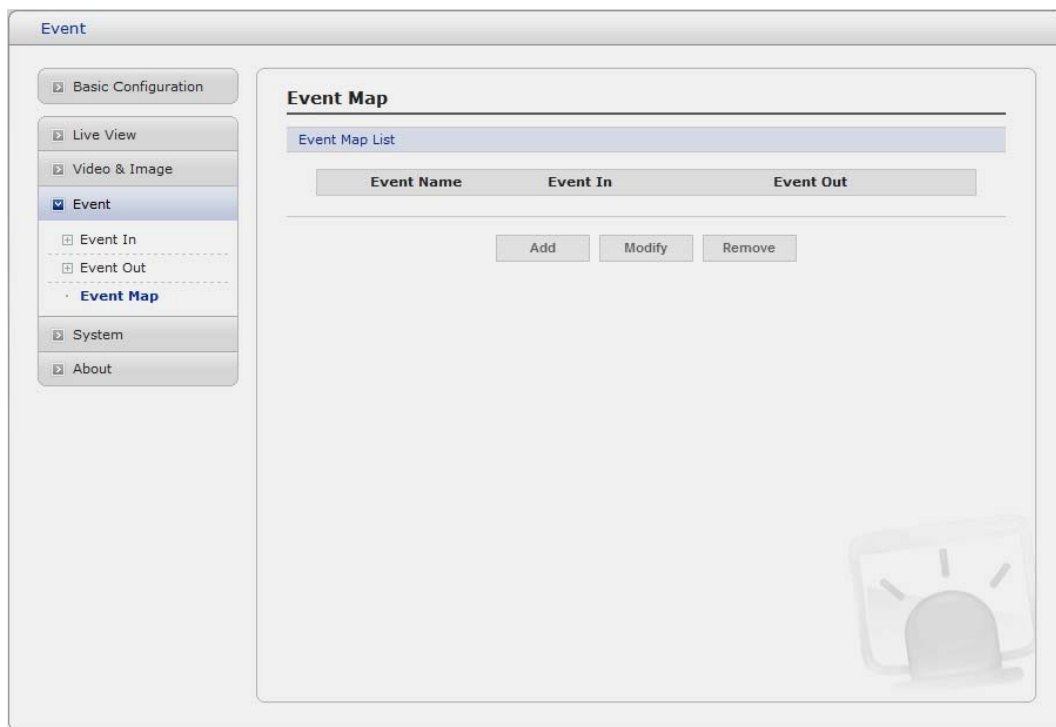 Event
Basic Configuration
Live View
Video & Image
Event
Event In
Event Out
Event Map
System
About
Event Map
Event Map List
Event Name Event In Event Out
Add Modify Remove